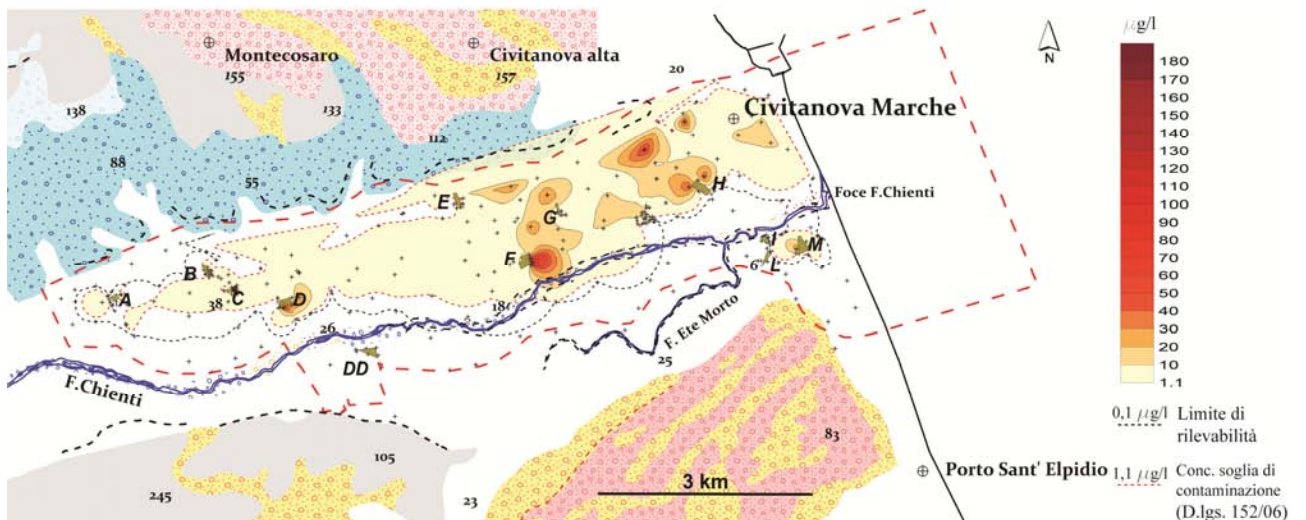 Montecosaro
155
Civitanova alta
157
20
N
μg/l
180
170
160
150
140
130
120
110
100
90
80
70
60
50
40
30
20
10
1.1
138
133
112
Civitanova Marche
88
55
E
G
H
Foce F.Chienti
F
I
M
L
6
B
A
C
38
D
18
26
DD
F. Ete Morto
25
F.Chienti
105
245
23
83
3 km
Porto Sant' Elpidio
0,1 μg/l Limite di
rilevabilità
1,1 μg/l Conc. soglia di
contaminazione
(D.lgs. 152/06)